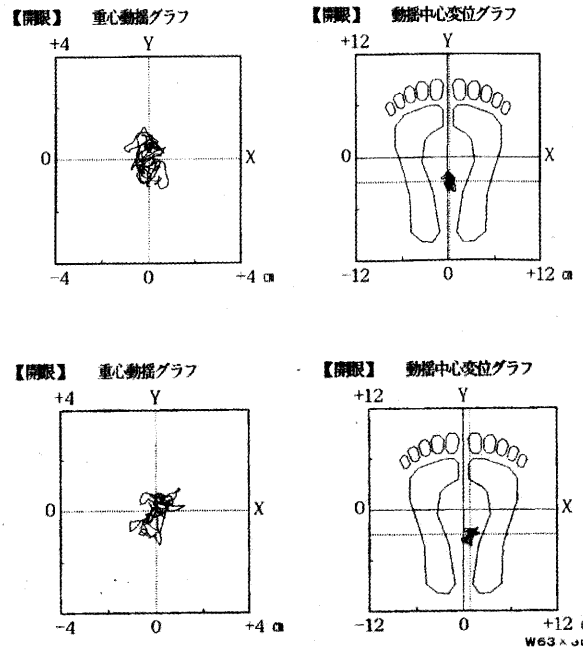 【開眼】 重心動揺グラフ
+4 Y
0 X
-4 0 +4 cm
【開眼】 動揺中心変位グラフ
+12 Y
0 X
-12 0 +12 cm
【開眼】 重心動揺グラフ
+4 Y
0 X
-4 0 +4 cm
【開眼】 動揺中心変位グラフ
+12 Y
0 X
-12 0 +12
W63×